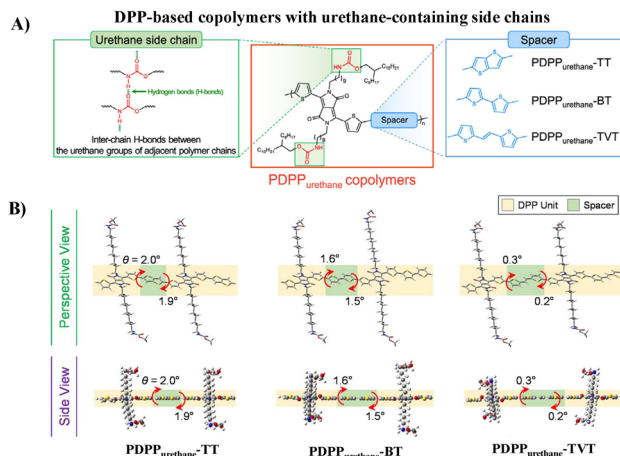 DPP-based copolymers with urethane-containing side chains
A)
Urethane side chain
Hydrogen bonds (H-bonds)
Inter-chain H-bonds between
the urethane groups of adjacent polymer chains
PDPPurethane copolymers
Spacer
Spacer
PDPPurethane-TT
PDPPurethane-BT
PDPPurethane-TVT
B)
DPP Unit
Spacer
Perspective View
θ = 2.0°
1.9°
1.6°
1.5°
0.3°
0.2°
Side View
θ = 2.0°
1.9°
1.6°
1.5°
0.3°
0.2°
PDPPurethane-TT
PDPPurethane-BT
PDPPurethane-TVT